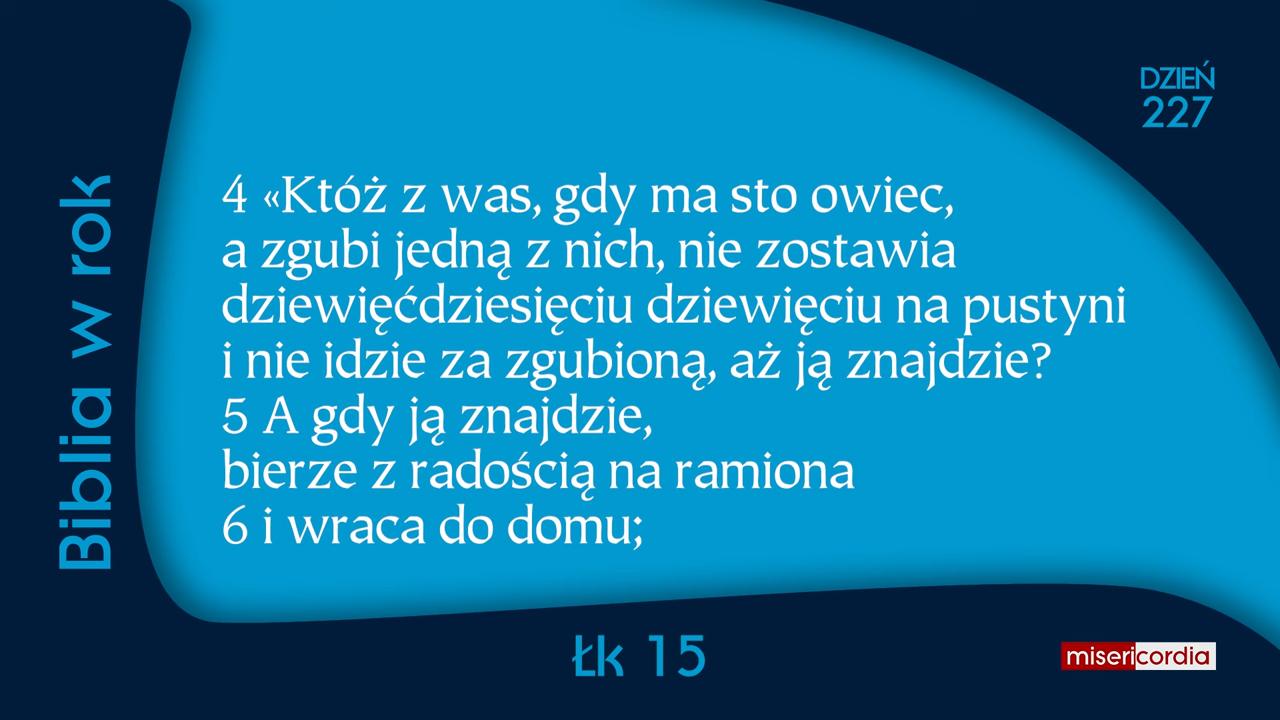 DZIEŃ
227
Biblia w rok
4 «Któż z was, gdy ma sto owiec,
a zgubi jedną z nich, nie zostawia
dziewięćdziesięciu dziewięciu na pustyni
i nie idzie za zgubioną, aż ją znajdzie?
5 A gdy ją znajdzie,
bierze z radością na ramiona
6 i wraca do domu;
Łk 15
misericordia